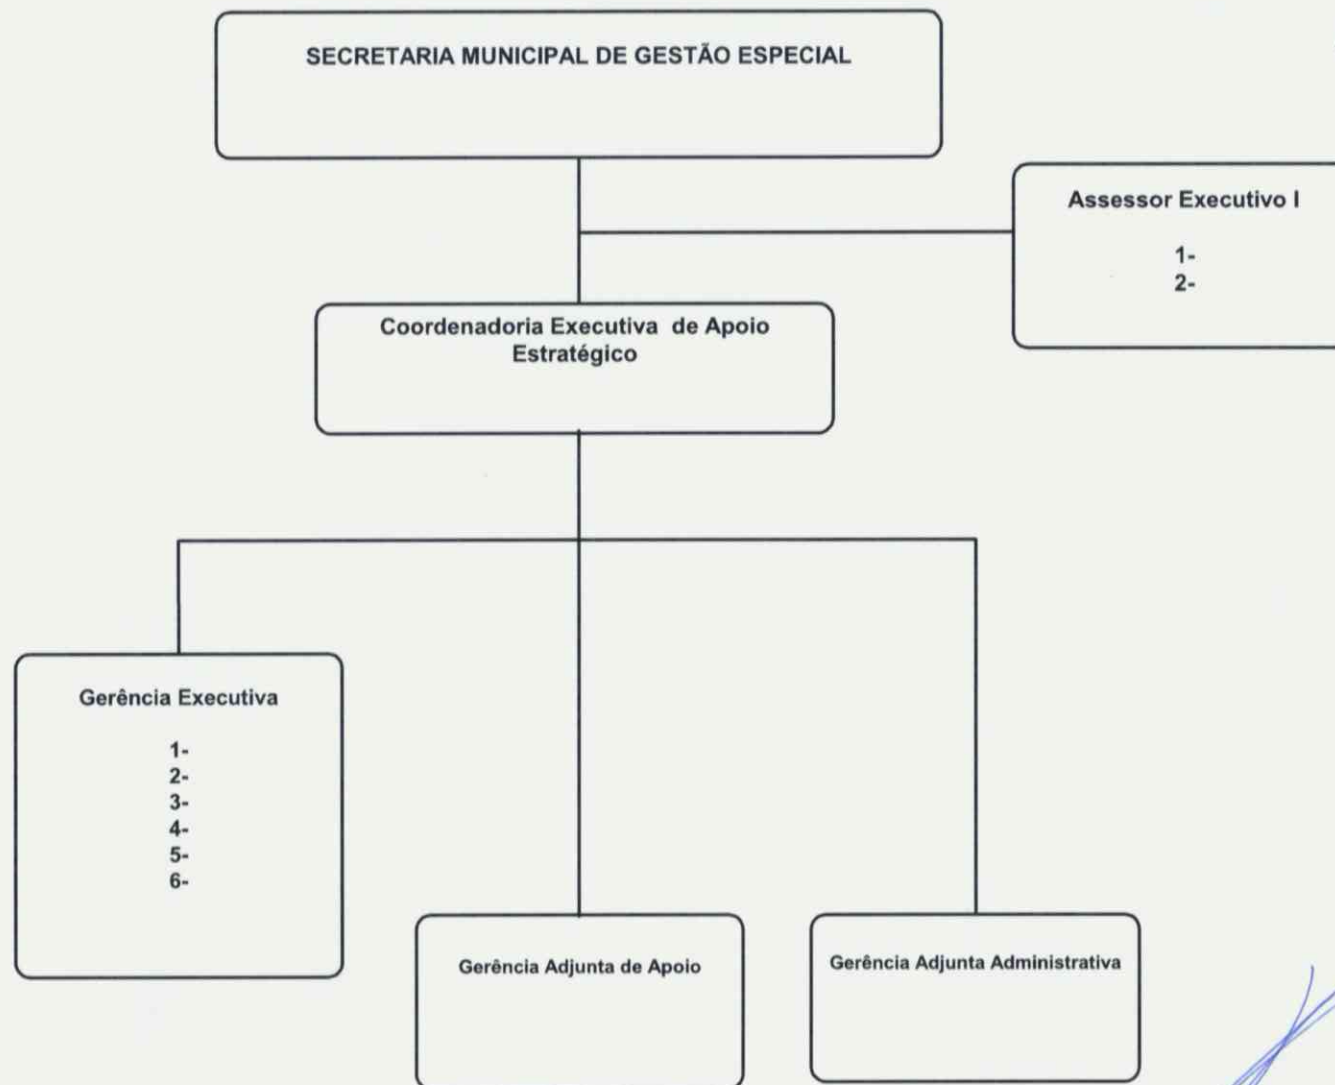 SECRETARIA MUNICIPAL DE GESTÃO ESPECIAL
Assessor Executivo I
1-
2-
Coordenadoria Executiva de Apoio
Estratégico
Gerência Executiva
1-
2-
3-
4-
5-
6-
Gerência Adjunta de Apoio
Gerência Adjunta Administrativa